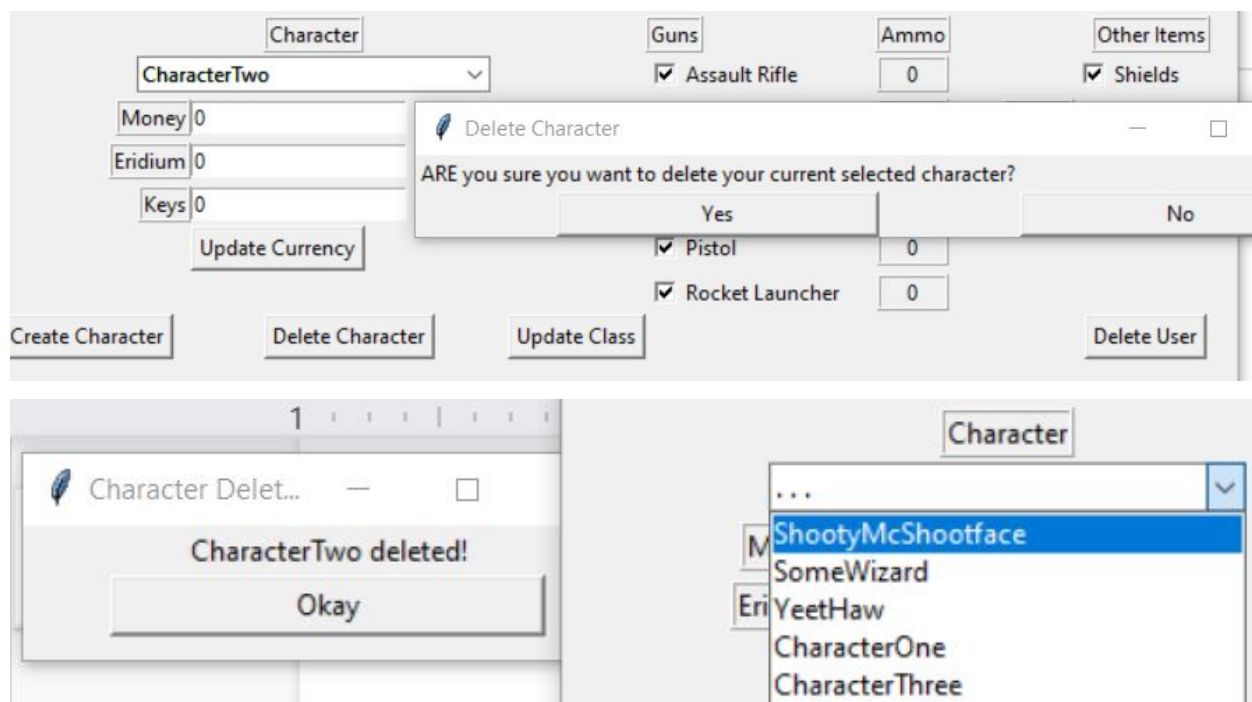 Character Guns Ammo Other Items
CharacterTwo Assault Rifle 0 Shields
Money 0
Delete Character
Eridium 0
ARE you sure you want to delete your current selected character?
Keys 0
Yes No
Update Currency
Pistol 0
Rocket Launcher 0
Create Character Delete Character Update Class Delete User
1
Character Delet...
CharacterTwo deleted!
Okay
Character
...
ShootyMcShootface
M
SomeWizard
Eri
YeetHaw
CharacterOne
CharacterThree